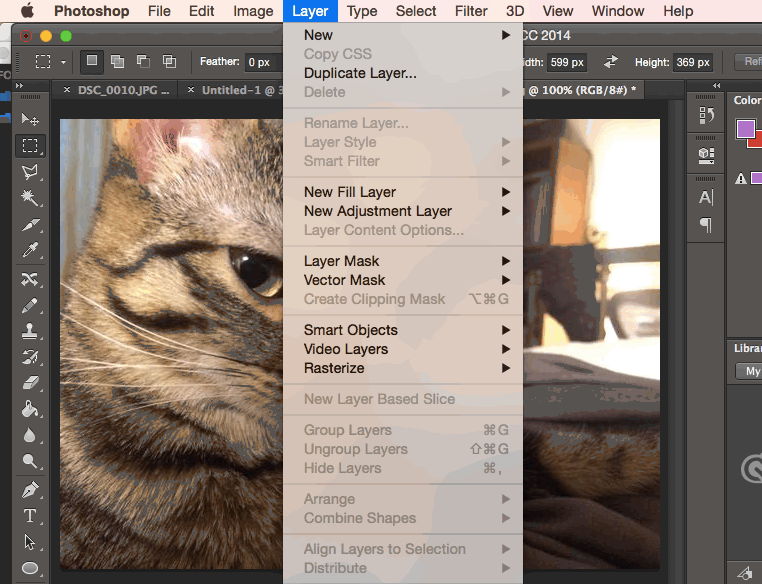 Photoshop File Edit Image Layer Type Select Filter 3D View Window Help
CC 2014
Feather: 0 px
Width: 599 px
Height: 369 px
DSC_0010.JPG ...
Untitled-1 @
@ 100% (RGB/8#) *
Color
New
Copy CSS
Duplicate Layer...
Delete
Rename Layer...
Layer Style
Smart Filter
New Fill Layer
New Adjustment Layer
Layer Content Options...
Layer Mask
Vector Mask
Create Clipping Mask ⌥⌘G
Smart Objects
Video Layers
Rasterize
New Layer Based Slice
Group Layers ⌘G
Ungroup Layers ⇧⌘G
Hide Layers ⌘,
Arrange
Combine Shapes
Align Layers to Selection
Distribute
A
T
My